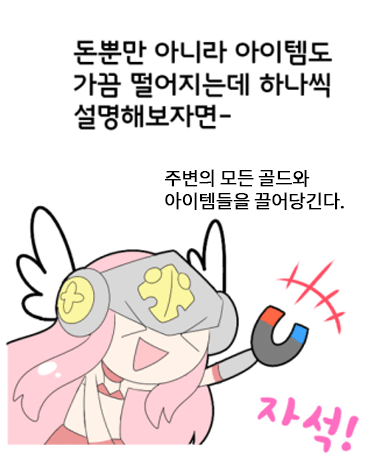 돈뿐만 아니라 아이템도
가끔 떨어지는데 하나씩
설명해보자면-
주변의 모든 골드와
아이템들을 끌어당긴다.
자석!